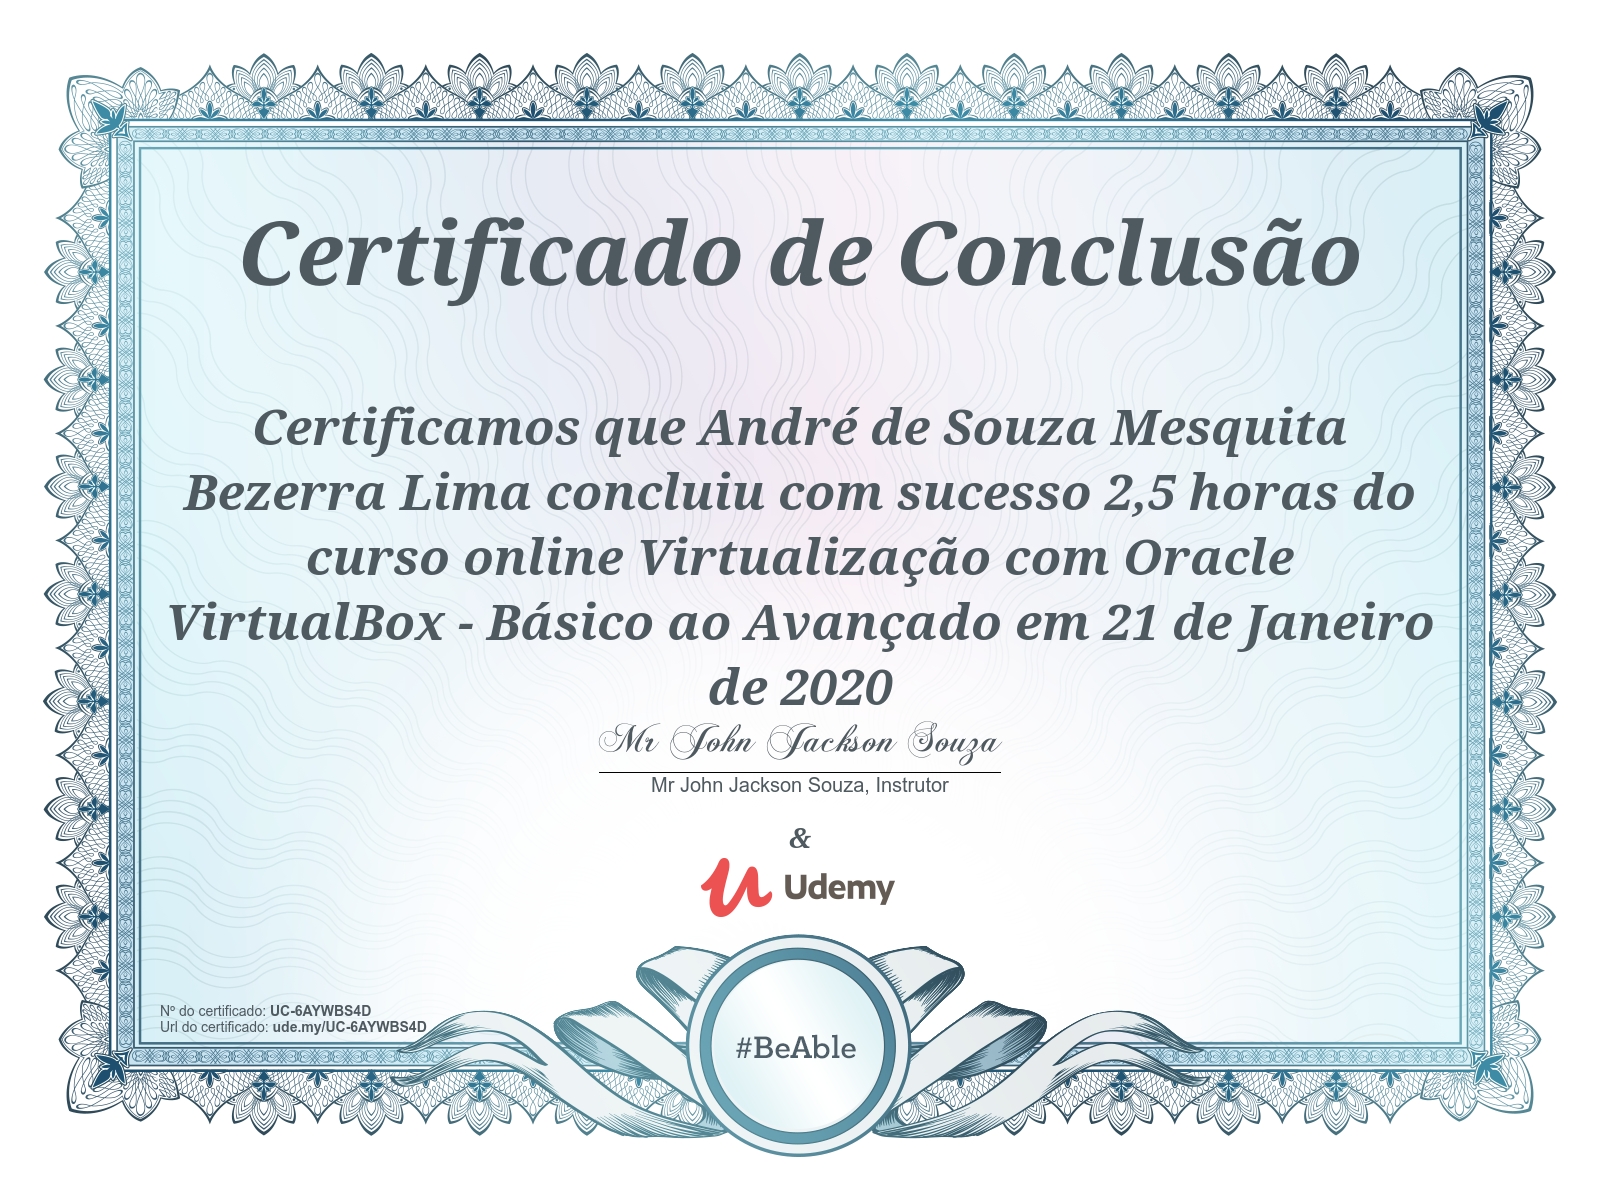 Certificado de Conclusão
Certificamos que André de Souza Mesquita
Bezerra Lima concluiu com sucesso 2,5 horas do
curso online Virtualização com Oracle
VirtualBox - Básico ao Avançado em 21 de Janeiro
de 2020
Mr John Jackson Souza
Mr John Jackson Souza, Instrutor
&
Udemy
Nº do certificado: UC-6AYWBS4D
Url do certificado: ude.my/UC-6AYWBS4D
#BeAble